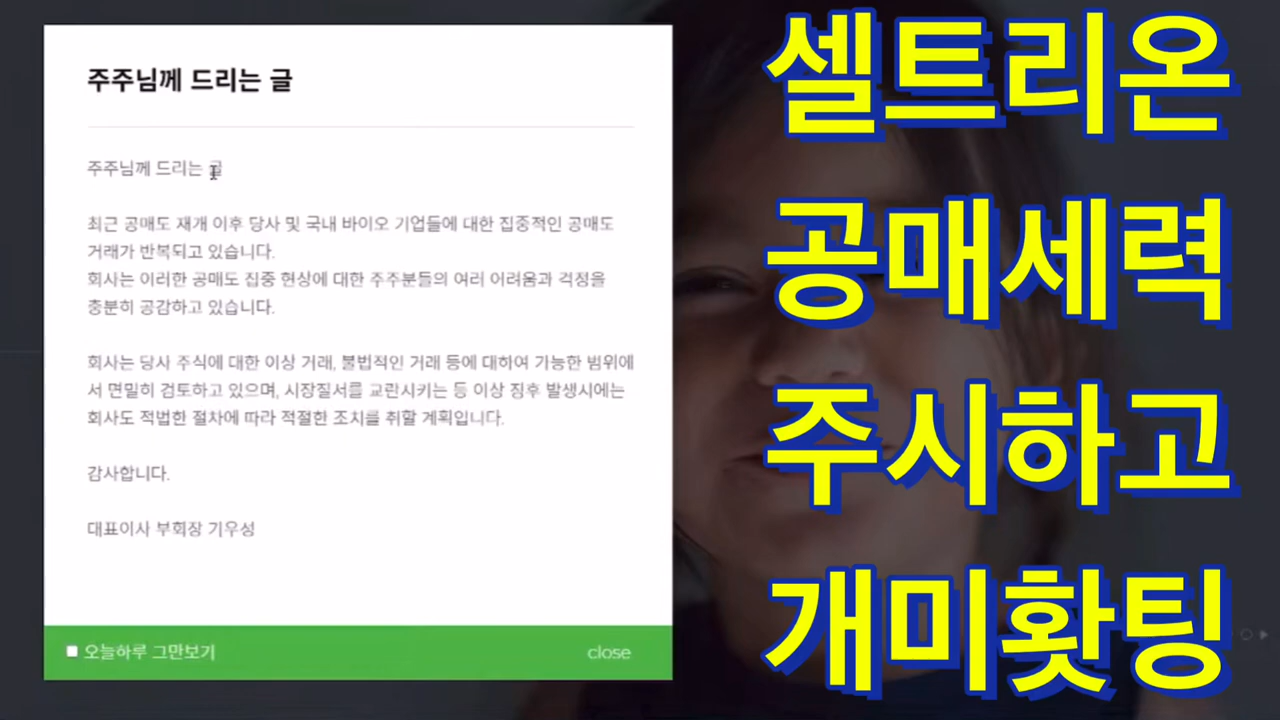 주주님께 드리는 글
주주님께 드리는 글
최근 공매도 재개 이후 당사 및 국내 바이오 기업들에 대한 집중적인 공매도
거래가 반복되고 있습니다.
회사는 이러한 공매도 집중 현상에 대한 주주분들의 여러 어려움과 걱정을
충분히 공감하고 있습니다.
회사는 당사 주식에 대한 이상 거래, 불법적인 거래 등에 대하여 가능한 범위에
서 면밀히 검토하고 있으며, 시장질서를 교란시키는 등 이상 징후 발생시에는
회사도 적법한 절차에 따라 적절한 조치를 취할 계획입니다.
감사합니다.
대표이사 부회장 기우성
오늘하루 그만보기
close
셀트리온
공매세력
주시하고
개미홧팅